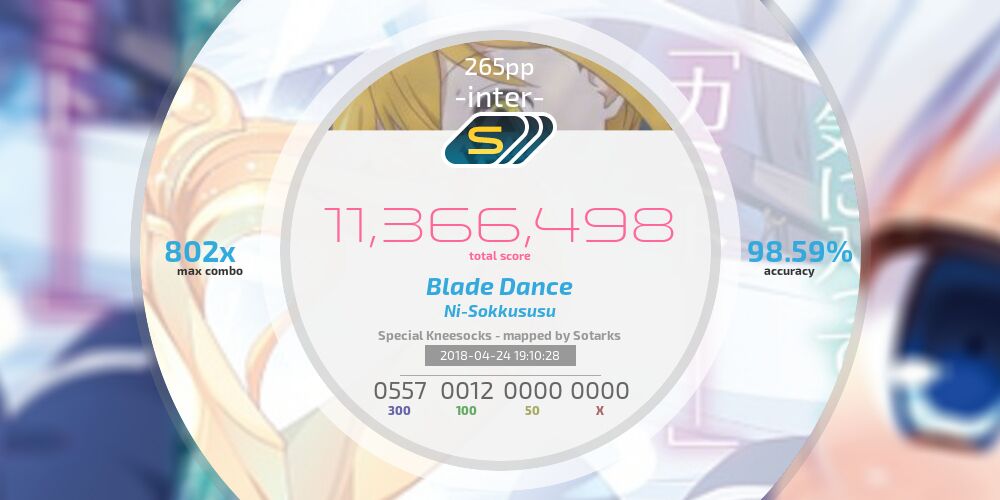 265pp
-inter-
S
11,366,498
total score
802x
max combo
98.59%
accuracy
Blade Dance
Ni-Sokkususu
Special Kneesocks - mapped by Sotarks
2018-04-24 19:10:28
0557 0012 0000 0000
300 100 50 X